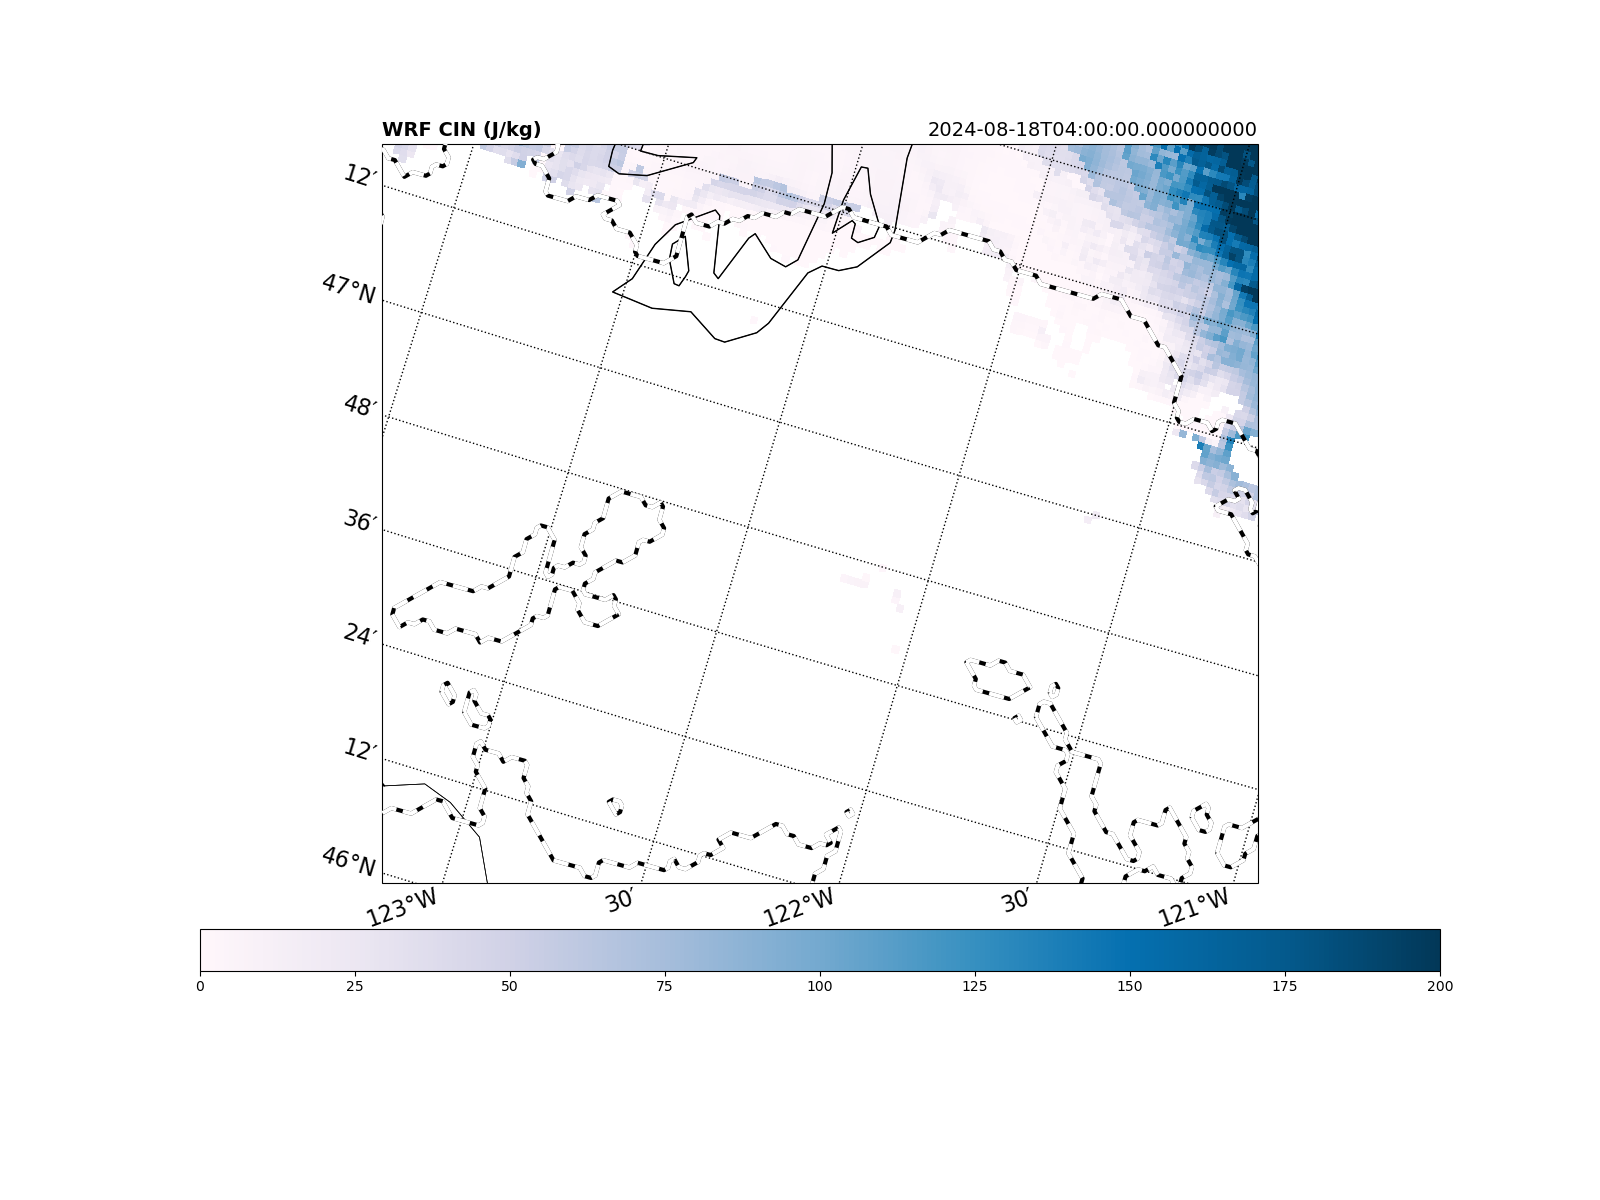 WRF CIN (J/kg)
2024-08-18T04:00:00.000000000
12′
47°N
48′
36′
24′
12′
46°N
123°W
30′
122°W
30′
121°W
0
25
50
75
100
125
150
175
200